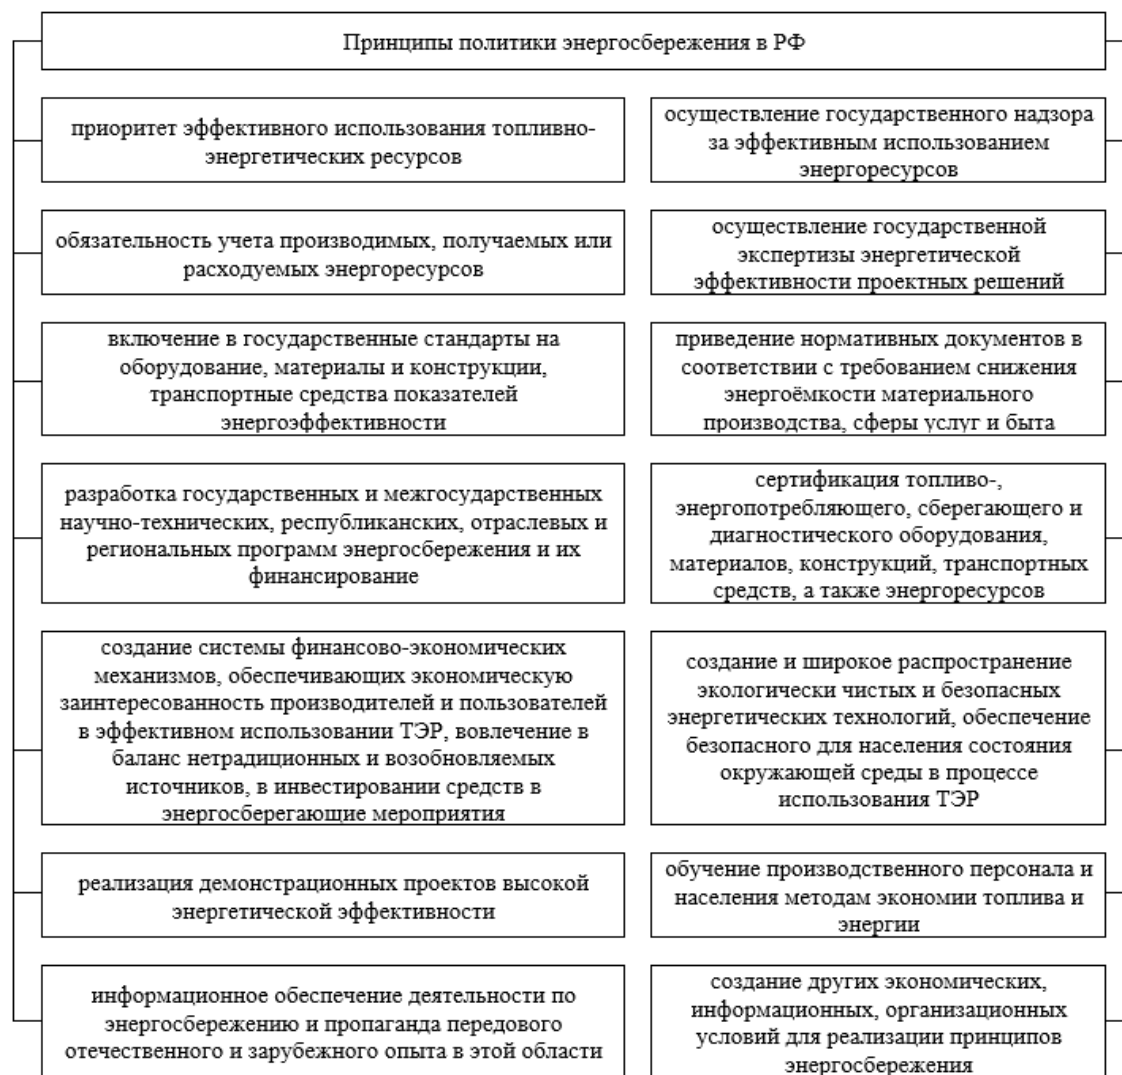 Принципы политики энергосбережения в РФ
приоритет эффективного использования топливно-
энергетических ресурсов
осуществление государственного надзора
за эффективным использованием
энергоресурсов
обязательность учета производимых, получаемых или
расходуемых энергоресурсов
осуществление государственной
экспертизы энергетической
эффективности проектных решений
включение в государственные стандарты на
оборудование, материалы и конструкции,
транспортные средства показателей
энергоэффективности
приведение нормативных документов в
соответствии с требованием снижения
энергоёмкости материального
производства, сферы услуг и быта
разработка государственных и межгосударственных
научно-технических, республиканских, отраслевых и
региональных программ энергосбережения и их
финансирование
сертификация топливо-,
энергопотребляющего, сберегающего и
диагностического оборудования,
материалов, конструкций, транспортных
средств, а также энергоресурсов
создание системы финансово-экономических
механизмов, обеспечивающих экономическую
заинтересованность производителей и пользователей
в эффективном использовании ТЭР, вовлечение в
баланс нетрадиционных и возобновляемых
источников, в инвестировании средств в
энергосберегающие мероприятия
создание и широкое распространение
экологически чистых и безопасных
энергетических технологий, обеспечение
безопасного для населения состояния
окружающей среды в процессе
использования ТЭР
реализация демонстрационных проектов высокой
энергетической эффективности
обучение производственного персонала и
населения методам экономии топлива и
энергии
информационное обеспечение деятельности по
энергосбережению и пропаганда передового
отечественного и зарубежного опыта в этой области
создание других экономических,
информационных, организационных
условий для реализации принципов
энергосбережения